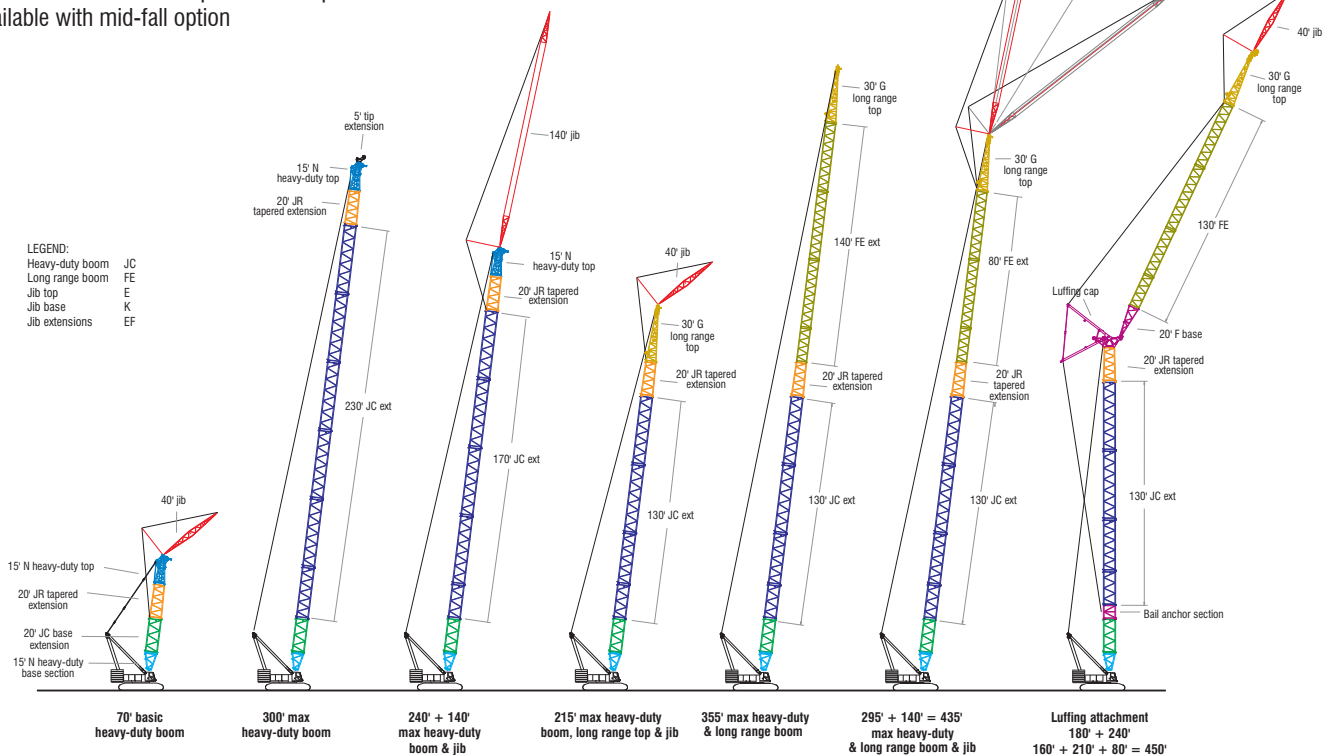 ailable with mid-fall option
LEGEND:
Heavy-duty boom JC
Long range boom FE
Jib top E
Jib base K
Jib extensions EF
40' jib
15' N heavy-duty top
20' JR tapered
extension
20' JC base
extension
15' N heavy-duty
base section
70' basic
heavy-duty boom
5' tip
extension
15' N
heavy-duty top
20' JR
tapered extension
230' JC ext
300' max
heavy-duty boom
140' jib
15' N
heavy-duty top
20' JR tapered
extension
170' JC ext
240' + 140'
max heavy-duty
boom & jib
40' jib
30' G
long range
top
20' JR tapered
extension
130' JC ext
215' max heavy-duty
boom, long range top & jib
30' G
long range
top
140' FE ext
20' JR tapered
extension
130' JC ext
355' max heavy-duty
& long range boom
30' G
long range
top
80' FE ext
20' JR
tapered
extension
130' JC ext
295' + 140' = 435'
max heavy-duty
& long range boom & jib
40' jib
30' G
long range
top
130' FE
Luffing cap
20' F base
20' JR tapered
extension
130' JC ext
Bail anchor section
Luffing attachment
180' + 240'
160' + 210' + 80' = 450'